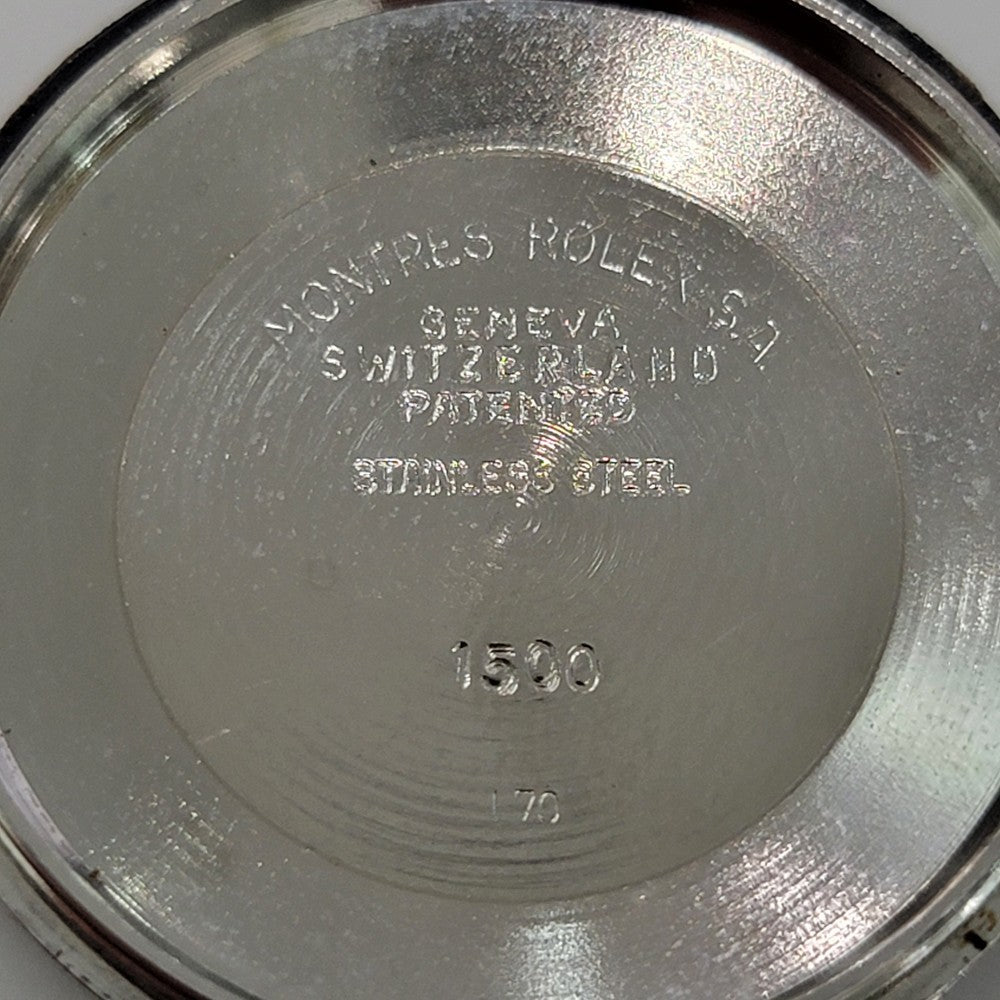 MONTRES ROLEX S.A
GENEVA
SWITZERLAND
PATENTED
STAINLESS STEEL
1500
I 70